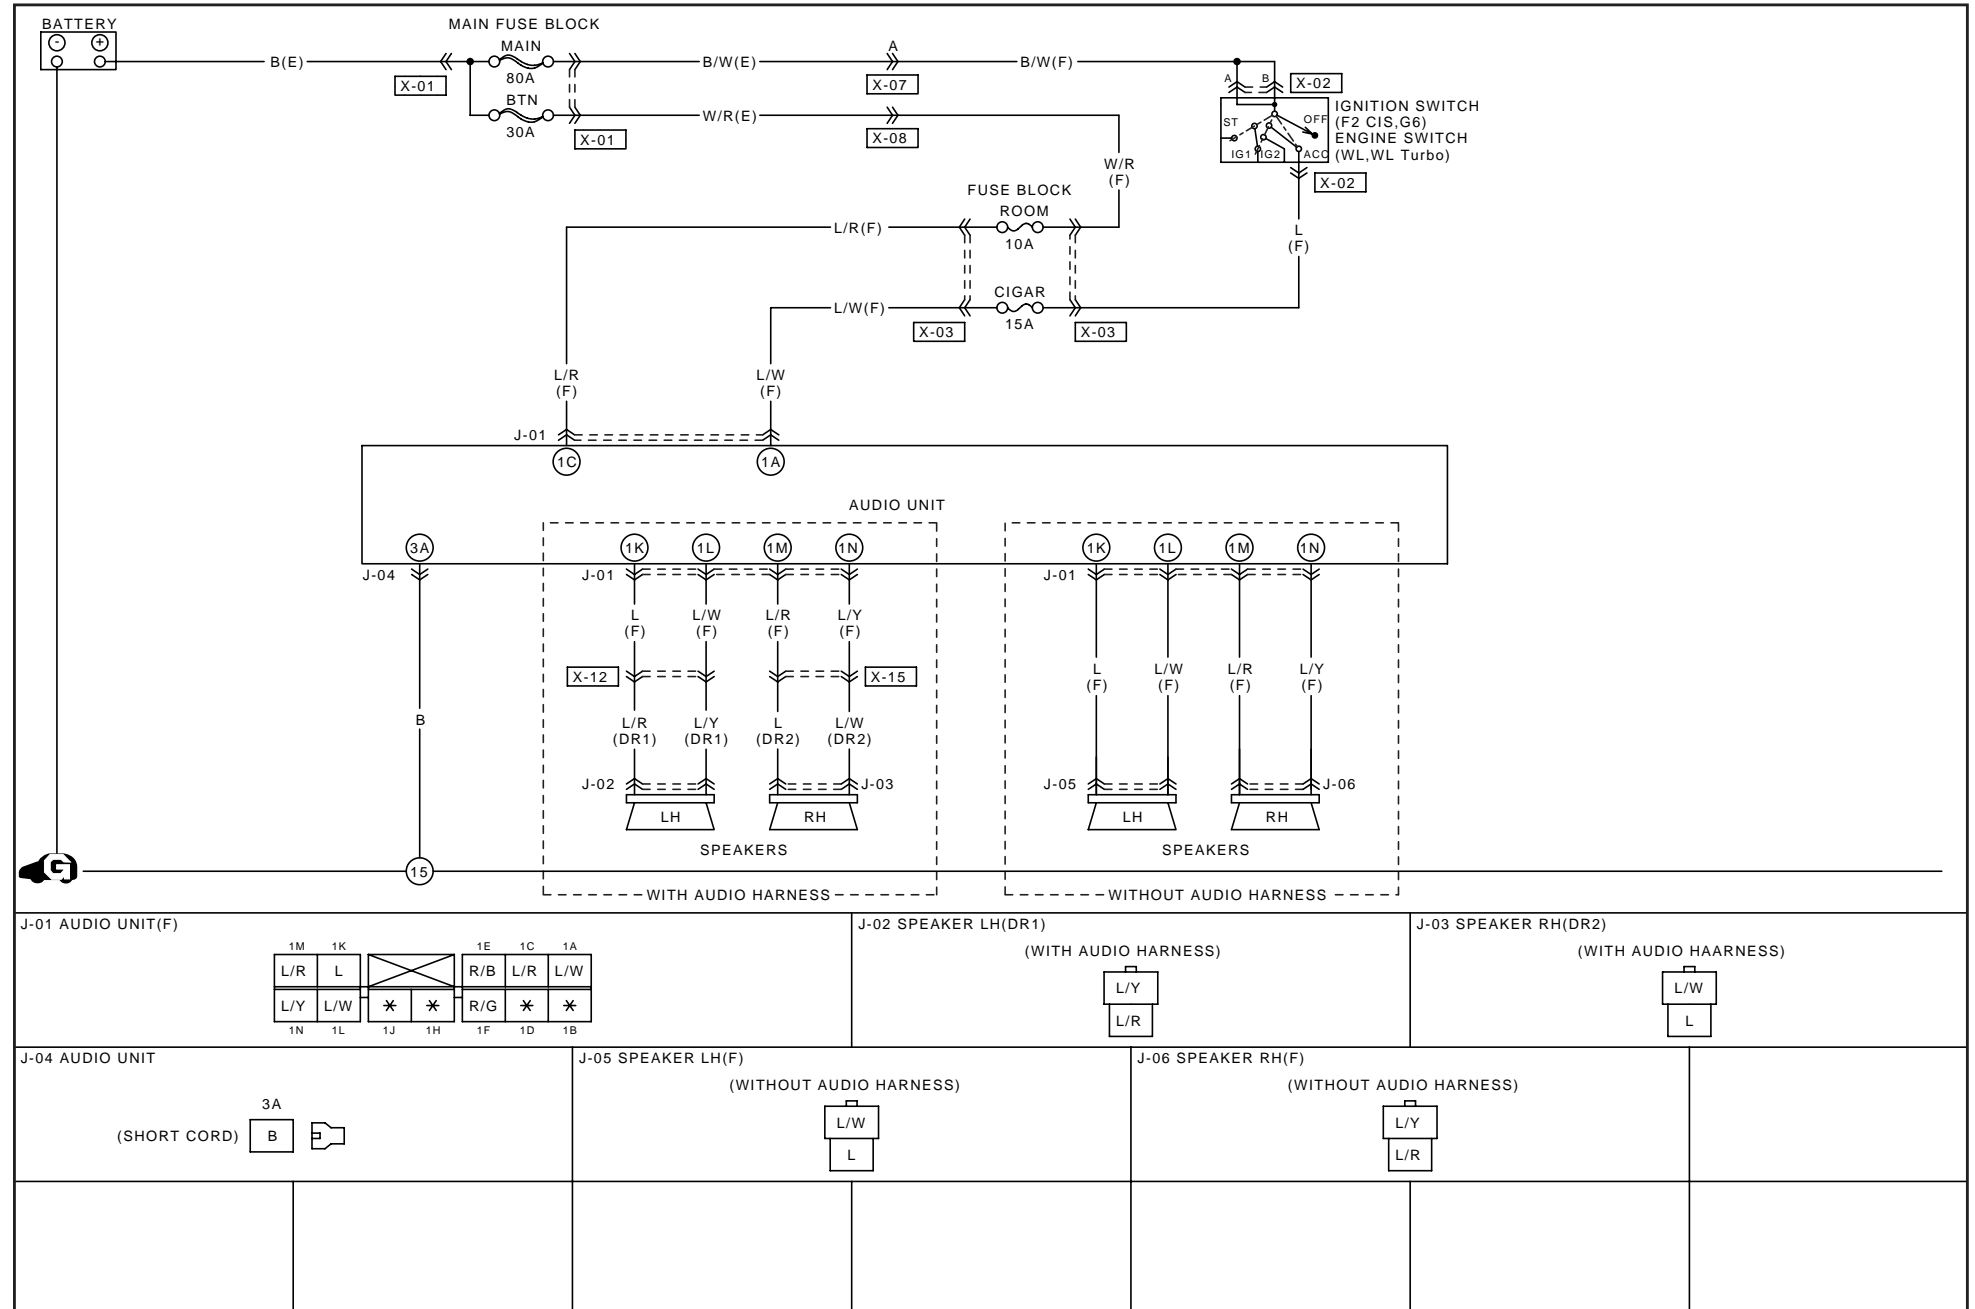 BATTERY
- +
MAIN FUSE BLOCK
MAIN
80A
B(E)
X-01
BTN
30A
X-01
B/W(E)
A
X-07
B/W(F)
W/R(E)
X-08
W/R
(F)
A B
X-02
IGNITION SWITCH
(F2 CIS,G6)
ENGINE SWITCH
(WL,WL Turbo)
ST OFF
IG1 IG2 ACC
X-02
L
(F)
FUSE BLOCK
ROOM
10A
L/R(F)
CIGAR
15A
L/W(F)
X-03 X-03
L/R
(F)
L/W
(F)
J-01
1C 1A
AUDIO UNIT
3A 1K 1L 1M 1N 1K 1L 1M 1N
J-04 J-01 J-01
L L/W L/R L/Y
(F) (F) (F) (F)
X-12 X-15
L L/W L/R L/Y
(F) (F) (F) (F)
B
L/R L/Y L L/W
(DR1) (DR1) (DR2) (DR2)
J-02 J-03 J-05 J-06
LH RH LH RH
SPEAKERS SPEAKERS
G 15
WITH AUDIO HARNESS WITHOUT AUDIO HARNESS
J-01 AUDIO UNIT(F)
1M 1K 1E 1C 1A
L/R L R/B L/R L/W
L/Y L/W * * R/G * *
1N 1L 1J 1H 1F 1D 1B
J-02 SPEAKER LH(DR1)
(WITH AUDIO HARNESS)
L/Y
L/R
J-03 SPEAKER RH(DR2)
(WITH AUDIO HAARNESS)
L/W
L
J-04 AUDIO UNIT
3A
(SHORT CORD) B
J-05 SPEAKER LH(F)
(WITHOUT AUDIO HARNESS)
L/W
L
J-06 SPEAKER RH(F)
(WITHOUT AUDIO HARNESS)
L/Y
L/R